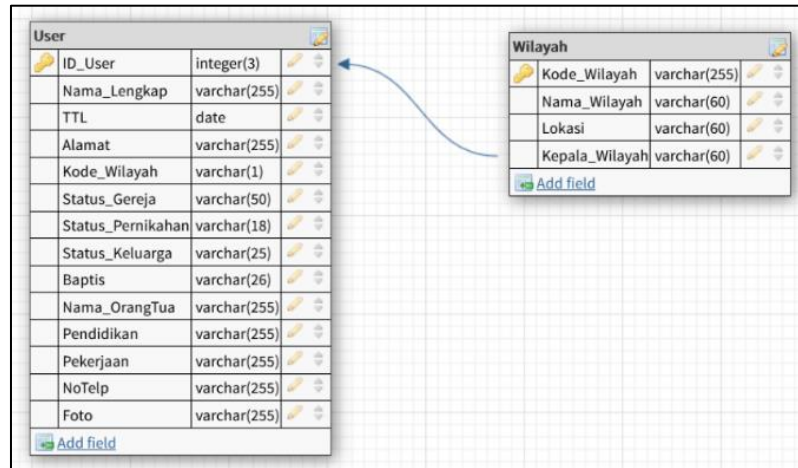 User
ID_User integer(3)
Nama_Lengkap varchar(255)
TTL date
Alamat varchar(255)
Kode_Wilayah varchar(1)
Status_Gereja varchar(50)
Status_Pernikahan varchar(18)
Status_Keluarga varchar(25)
Baptis varchar(26)
Nama_OrangTua varchar(255)
Pendidikan varchar(255)
Pekerjaan varchar(255)
NoTelp varchar(255)
Foto varchar(255)
Add field
Wilayah
Kode_Wilayah varchar(255)
Nama_Wilayah varchar(60)
Lokasi varchar(60)
Kepala_Wilayah varchar(60)
Add field